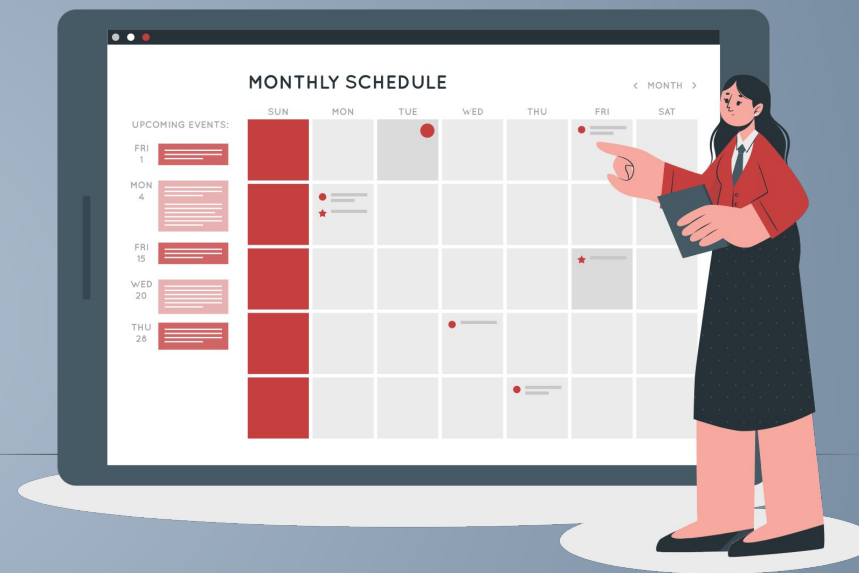 MONTHLY SCHEDULE
‹ MONTH ›
SUN MON TUE WED THU FRI SAT
UPCOMING EVENTS:
FRI
1
MON
4
FRI
15
WED
20
THU
28